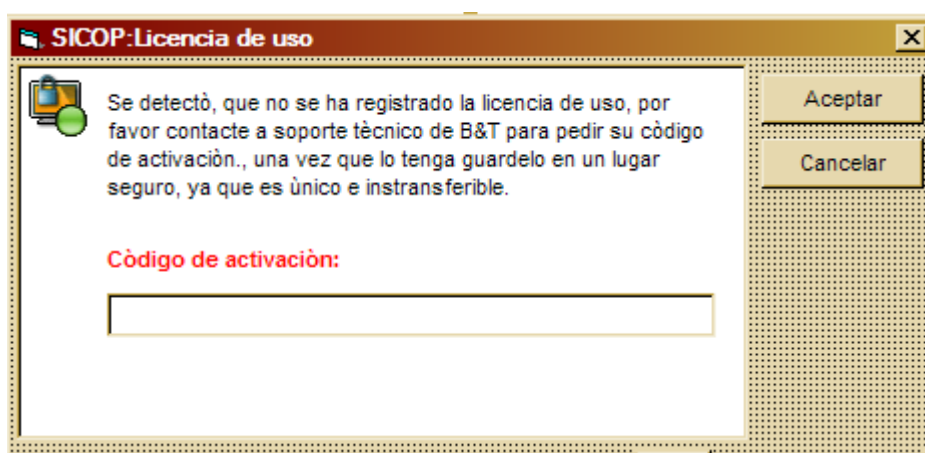 SICOP:Licencia de uso
Se detectò, que no se ha registrado la licencia de uso, por
favor contacte a soporte tècnico de B&T para pedir su còdigo
de activaciòn., una vez que lo tenga guardelo en un lugar
seguro, ya que es ùnico e instransferible.
Còdigo de activaciòn:
Aceptar
Cancelar